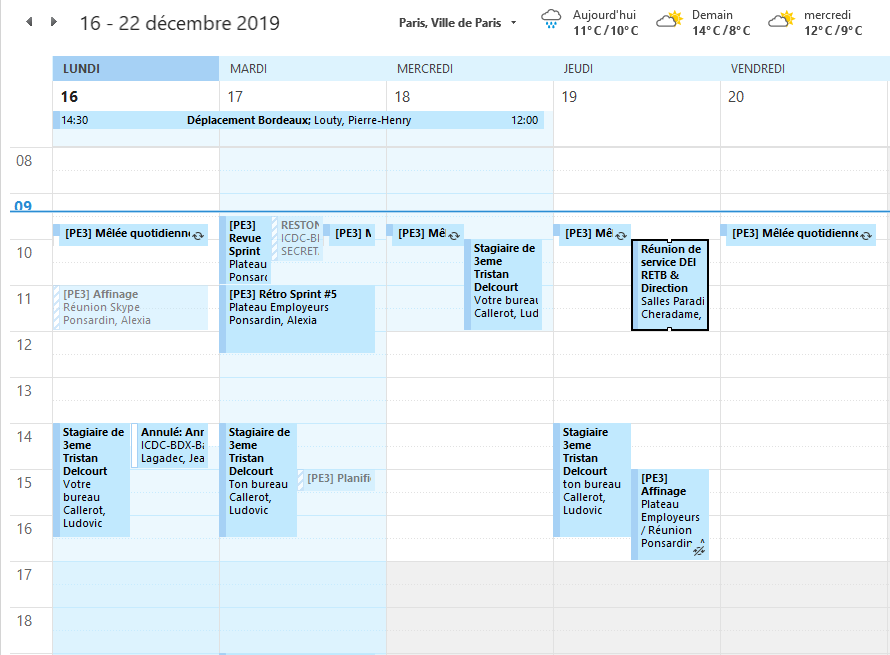 16 - 22 décembre 2019
Paris, Ville de Paris
Aujourd'hui
11°C/10°C
Demain
14°C/8°C
mercredi
12°C/9°C
LUNDI
MARDI
MERCREDI
JEUDI
VENDREDI
16
17
18
19
20
14:30 Déplacement Bordeaux; Louty, Pierre-Henry 12:00
08
09
10
11
12
13
14
15
16
17
18
[PE3] Mêlée quotidienne
[PE3] Affinage
Réunion Skype
Ponsardin, Alexia
Stagiaire de
3eme
Tristan
Delcourt
Votre
bureau
Callerot,
Ludovic
Annulé: Anr
ICDC-BDX-Ba
Lagadec, Jea
[PE3]
Revue
Sprint
Plateau
Ponsarc
RESTON
ICDC-BI
SECRET.
[PE3] M
[PE3] Rétro Sprint #5
Plateau Employeurs
Ponsardin, Alexia
Stagiaire de
3eme
Tristan
Delcourt
Ton bureau
Callerot,
Ludovic
[PE3] Planifi
[PE3] Mêl
Stagiaire de
3eme
Tristan
Delcourt
Votre bureau
Callerot, Lud
[PE3] Mêl
Réunion de
service DEI
RETB &
Direction
Salles Paradi
Cheradame,
Stagiaire
3eme
Tristan
Delcourt
ton bureau
Callerot,
Ludovic
[PE3]
Affinage
Plateau
Employeurs
/ Réunion
Ponsardin,
[PE3] Mêlée quotidienne